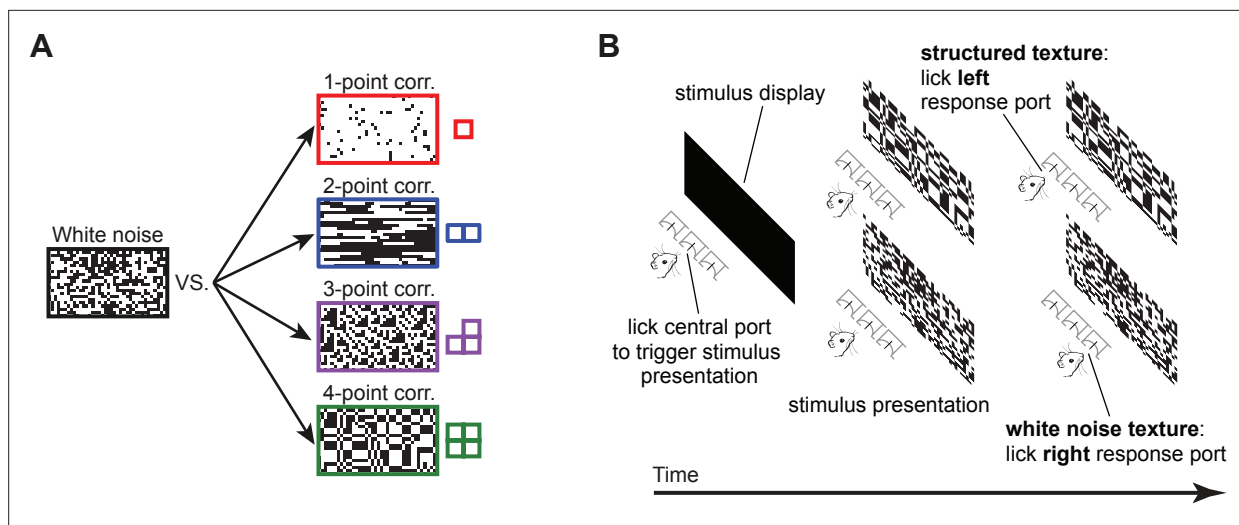 A
White noise
VS.
1-point corr.
2-point corr.
3-point corr.
4-point corr.
B
stimulus display
lick central port
to trigger stimulus
presentation
stimulus presentation
structured texture:
lick left
response port
white noise texture:
lick right response port
Time